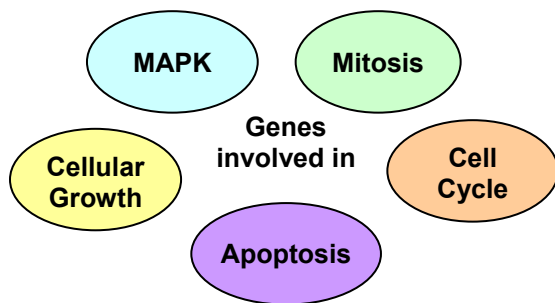 MAPK
Mitosis
Genes
involved in
Cellular
Growth
Cell
Cycle
Apoptosis